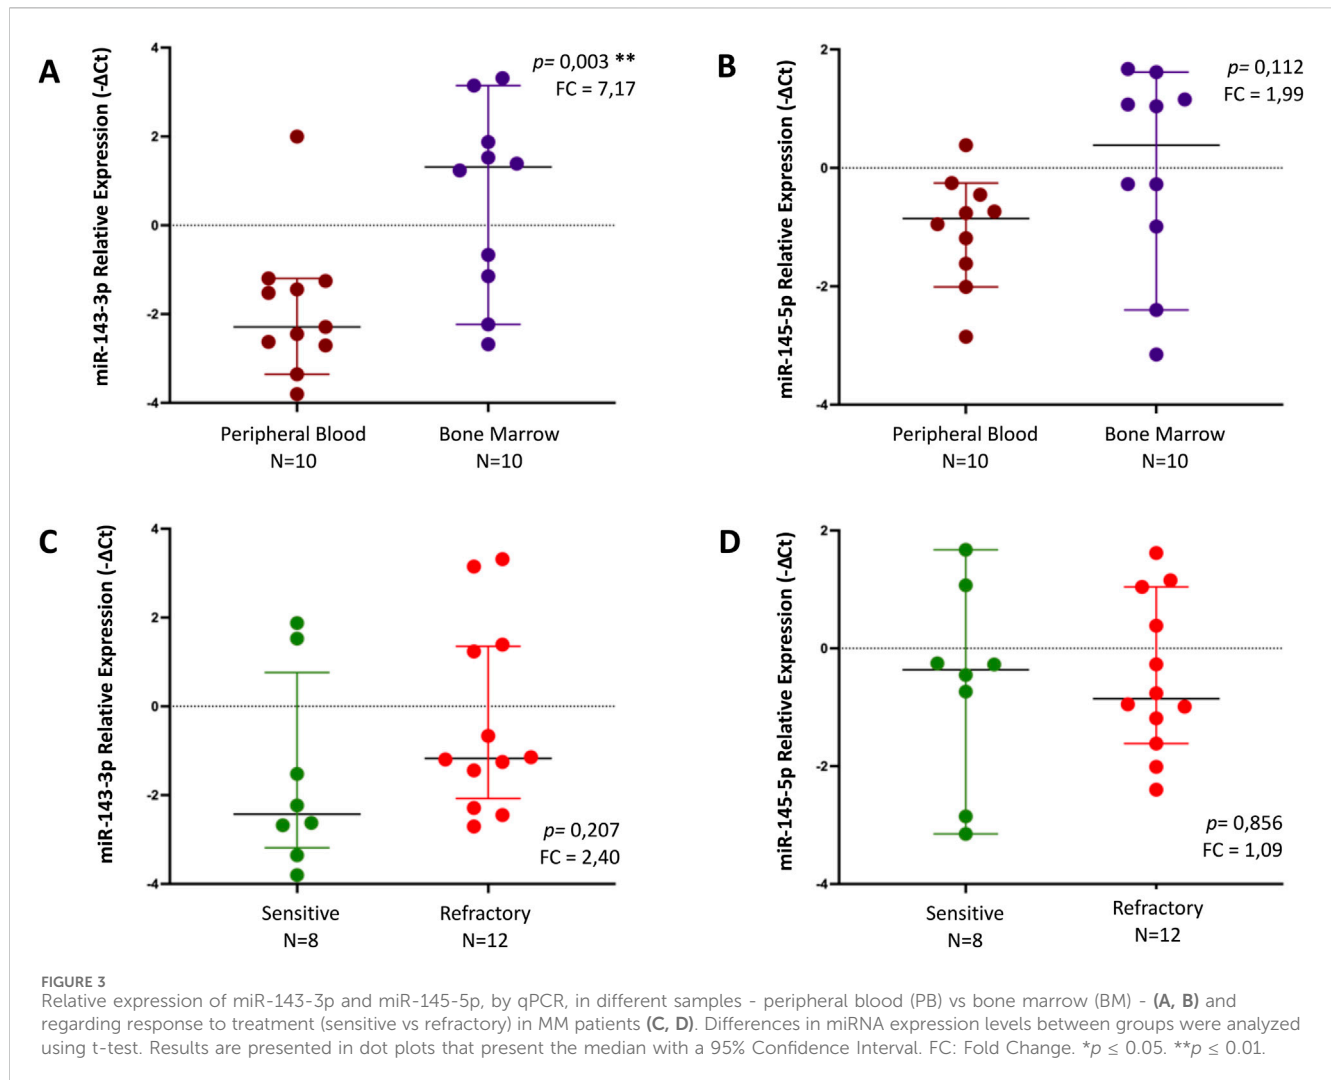 A
miR-143-3p Relative Expression (-ΔCt)
4
2
0
-2
-4
p= 0,003 **
FC = 7,17
Peripheral Blood
N=10
Bone Marrow
N=10
B
miR-145-5p Relative Expression (-ΔCt)
2
0
-2
-4
p= 0,112
FC = 1,99
Peripheral Blood
N=10
Bone Marrow
N=10
C
miR-143-3p Relative Expression (-ΔCt)
4
2
0
-2
-4
p= 0,207
FC = 2,40
Sensitive
N=8
Refractory
N=12
D
miR-145-5p Relative Expression (-ΔCt)
2
0
-2
-4
p= 0,856
FC = 1,09
Sensitive
N=8
Refractory
N=12
FIGURE 3
Relative expression of miR-143-3p and miR-145-5p, by qPCR, in different samples - peripheral blood (PB) vs bone marrow (BM) - (A, B) and
regarding response to treatment (sensitive vs refractory) in MM patients (C, D). Differences in miRNA expression levels between groups were analyzed
using t-test. Results are presented in dot plots that present the median with a 95% Confidence Interval. FC: Fold Change. *p ≤ 0.05. **p ≤ 0.01.